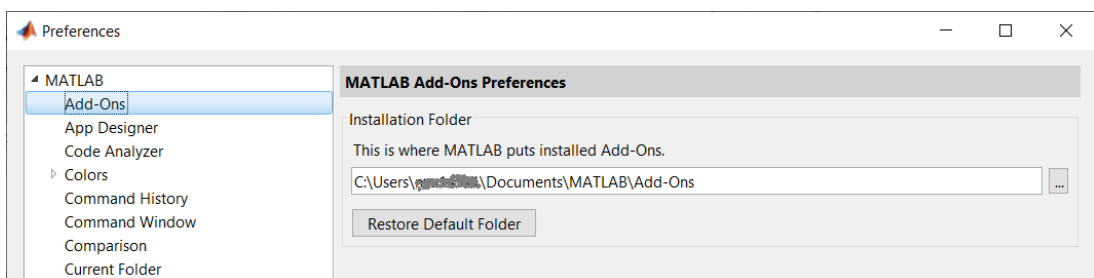 Preferences
MATLAB
Add-Ons
App Designer
Code Analyzer
Colors
Command History
Command Window
Comparison
Current Folder
MATLAB Add-Ons Preferences
Installation Folder
This is where MATLAB puts installed Add-Ons.
C:\Users\ \Documents\MATLAB\Add-Ons
...
Restore Default Folder